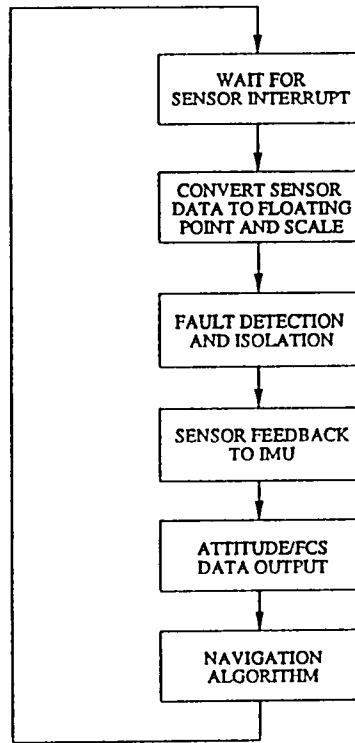 WAIT FOR
SENSOR INTERRUPT
CONVERT SENSOR
DATA TO FLOATING
POINT AND SCALE
FAULT DETECTION
AND ISOLATION
SENSOR FEEDBACK
TO IMU
ATTITUDE/FCS
DATA OUTPUT
NAVIGATION
ALGORITHM